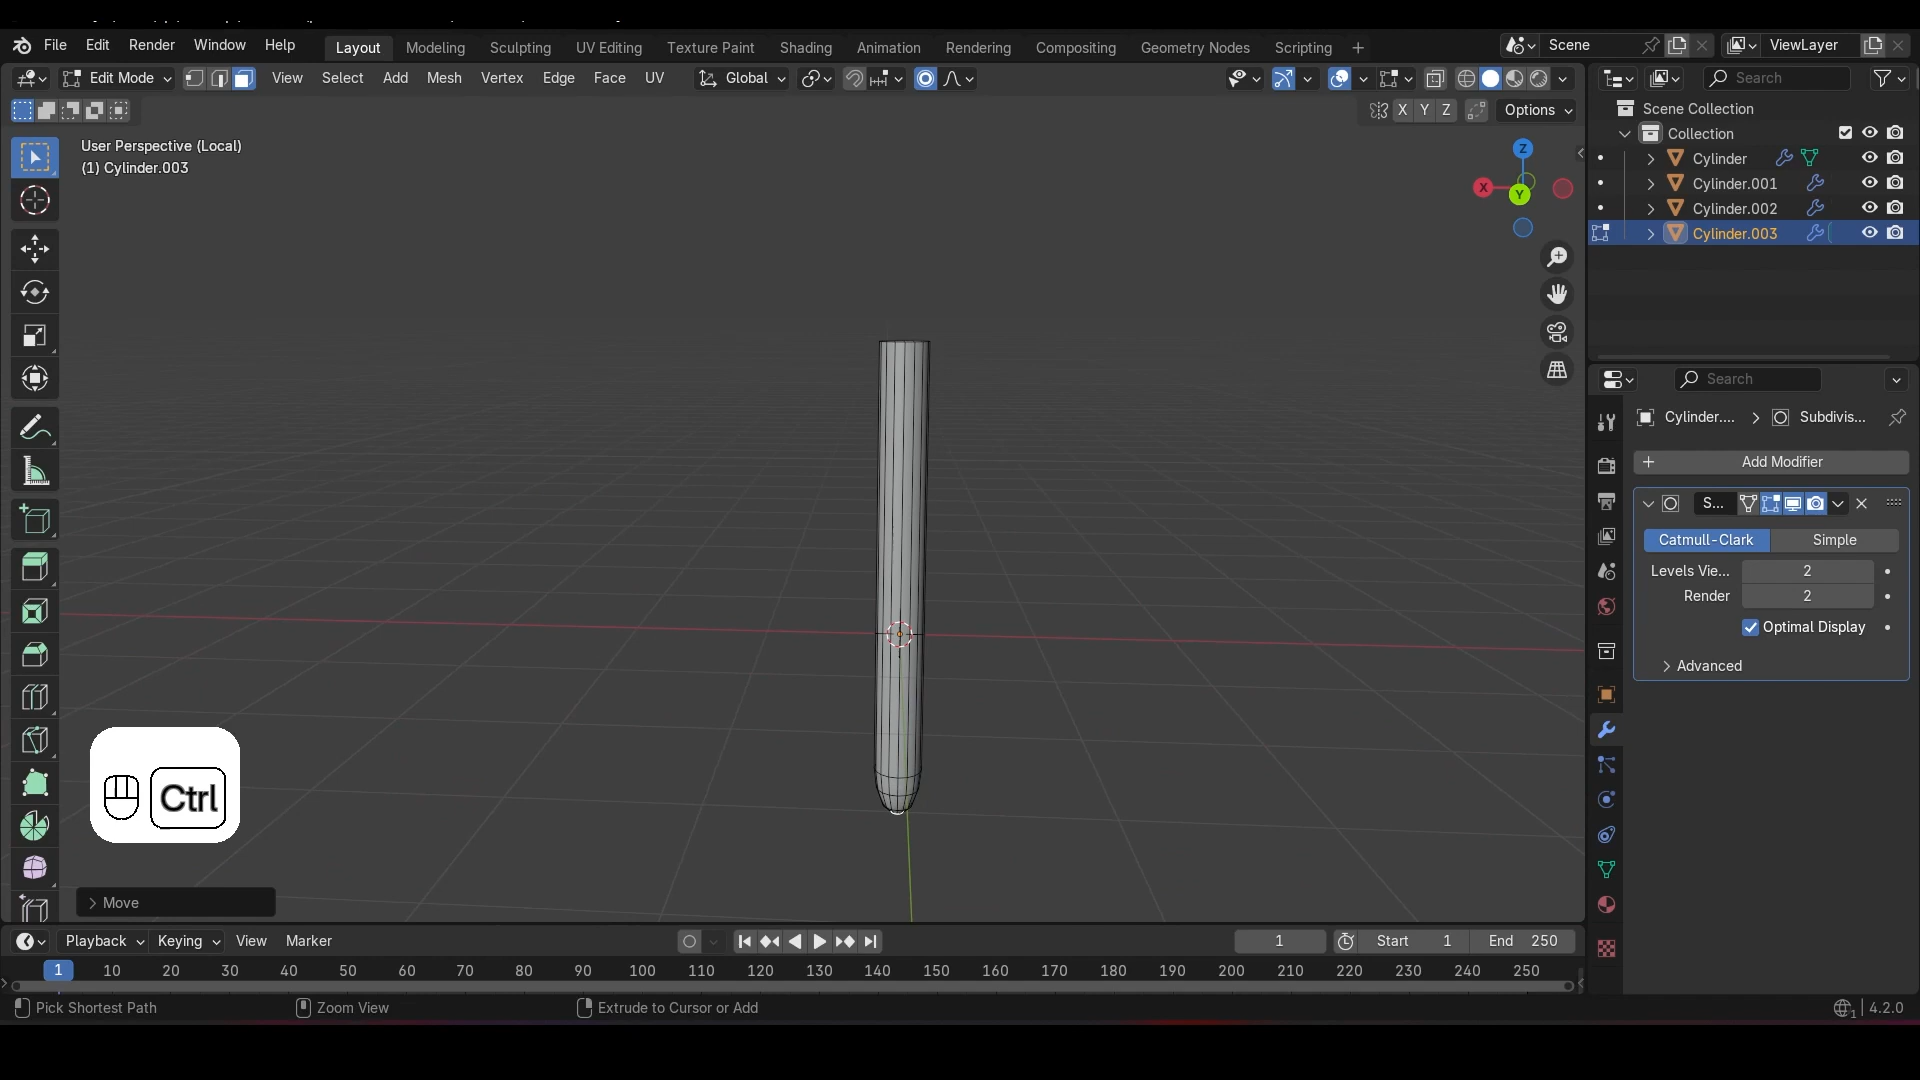 File Edit Render Window Help Layout Modeling Sculpting UV Editing Texture Paint Shading Animation Rendering Compositing Geometry Nodes Scripting + Scene ViewLayer
Edit Mode View Select Add Mesh Vertex Edge Face UV Global Search
X Y Z Options
Scene Collection
Collection
User Perspective (Local)
(1) Cylinder.003
Z
X
Y
Cylinder
Cylinder.001
Cylinder.002
Cylinder.003
Search
Cylinder.... > Subdivis...
+ Add Modifier
S...
Catmull-Clark Simple
Levels Vie... 2
Render 2
Optimal Display
Advanced
Ctrl
Move
Playback Keying View Marker 1 Start 1 End 250
1 10 20 30 40 50 60 70 80 90 100 110 120 130 140 150 160 170 180 190 200 210 220 230 240 250
Pick Shortest Path Zoom View Extrude to Cursor or Add 1 | 4.2.0